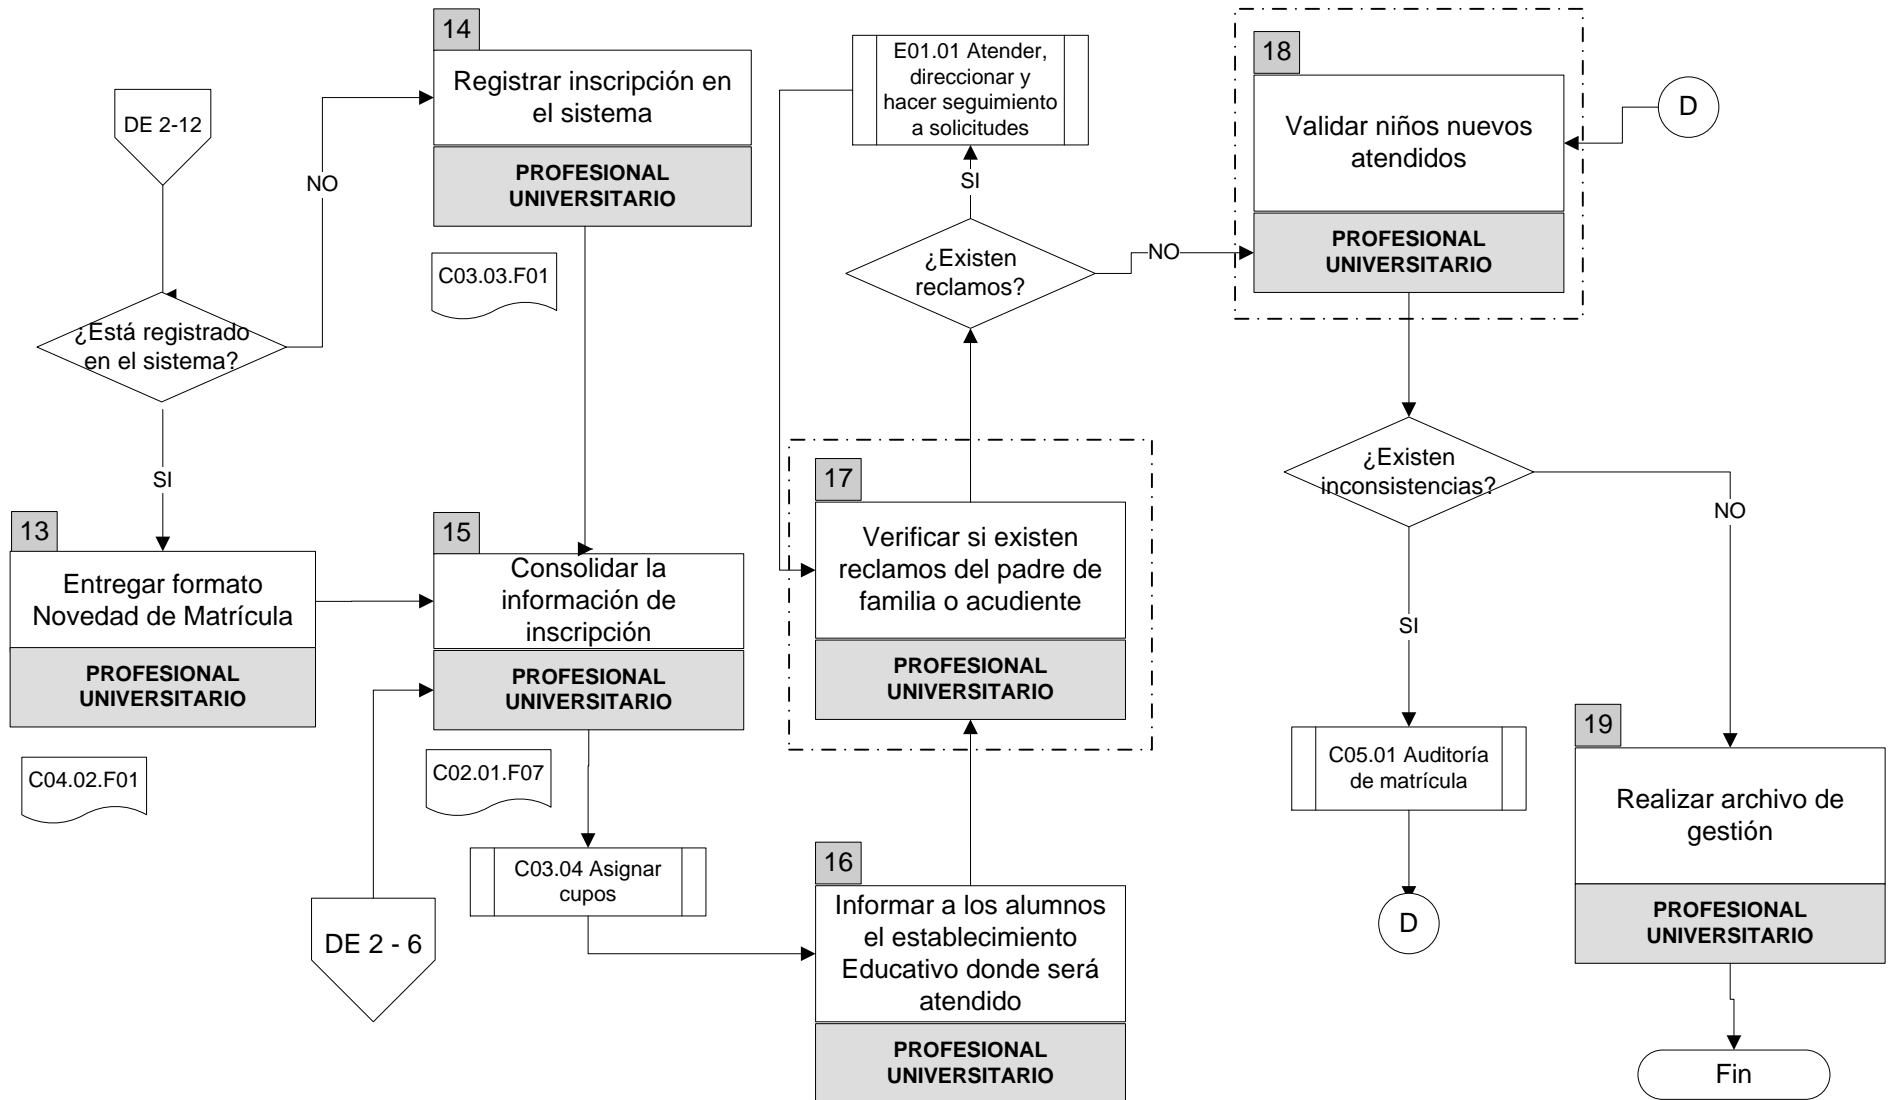 DE 2-12
¿Está registrado
en el sistema?
NO
SI
13
Entregar formato
Novedad de Matrícula
PROFESIONAL
UNIVERSITARIO
C04.02.F01
14
Registrar inscripción en
el sistema
PROFESIONAL
UNIVERSITARIO
C03.03.F01
15
Consolidar la
información de
inscripción
PROFESIONAL
UNIVERSITARIO
C02.01.F07
DE 2 - 6
C03.04 Asignar
cupos
16
Informar a los alumnos
el establecimiento
Educativo donde será
atendido
PROFESIONAL
UNIVERSITARIO
17
Verificar si existen
reclamos del padre de
familia o acudiente
PROFESIONAL
UNIVERSITARIO
¿Existen
reclamos?
SI
E01.01 Atender,
direccionar y
hacer seguimiento
a solicitudes
NO
18
Validar niños nuevos
atendidos
PROFESIONAL
UNIVERSITARIO
D
¿Existen
inconsistencias?
SI
C05.01 Auditoría
de matrícula
D
NO
19
Realizar archivo de
gestión
PROFESIONAL
UNIVERSITARIO
Fin